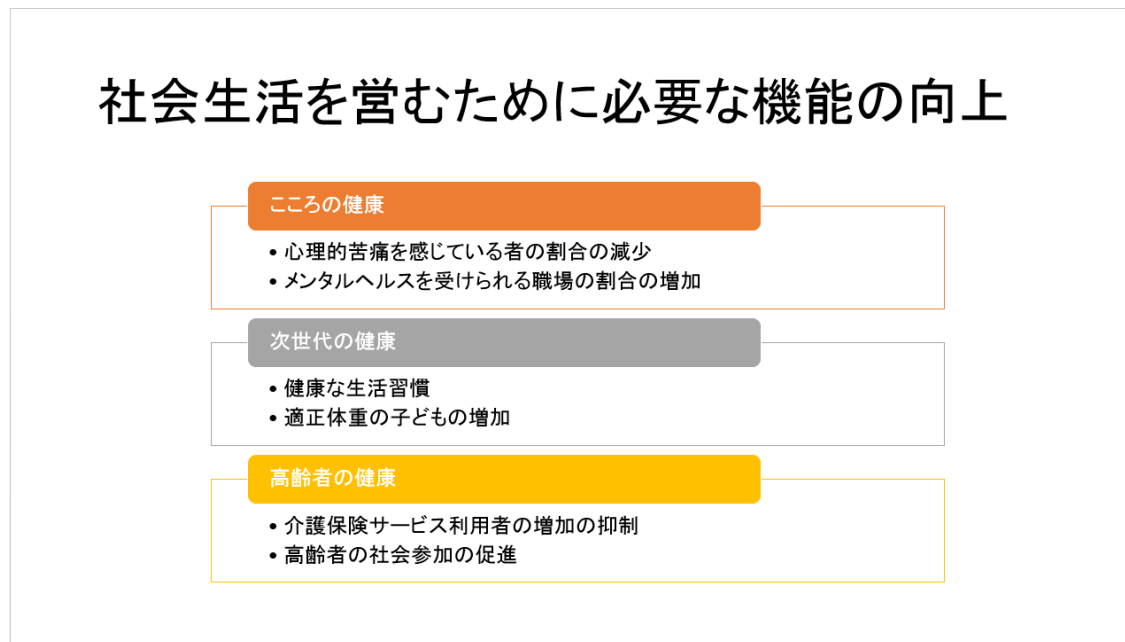 社会生活を営むために必要な機能の向上
こころの健康
• 心理的苦痛を感じている者の割合の減少
• メンタルヘルスを受けられる職場の割合の増加
次世代の健康
• 健康な生活習慣
• 適正体重の子どもの増加
高齢者の健康
• 介護保険サービス利用者の増加の抑制
• 高齢者の社会参加の促進